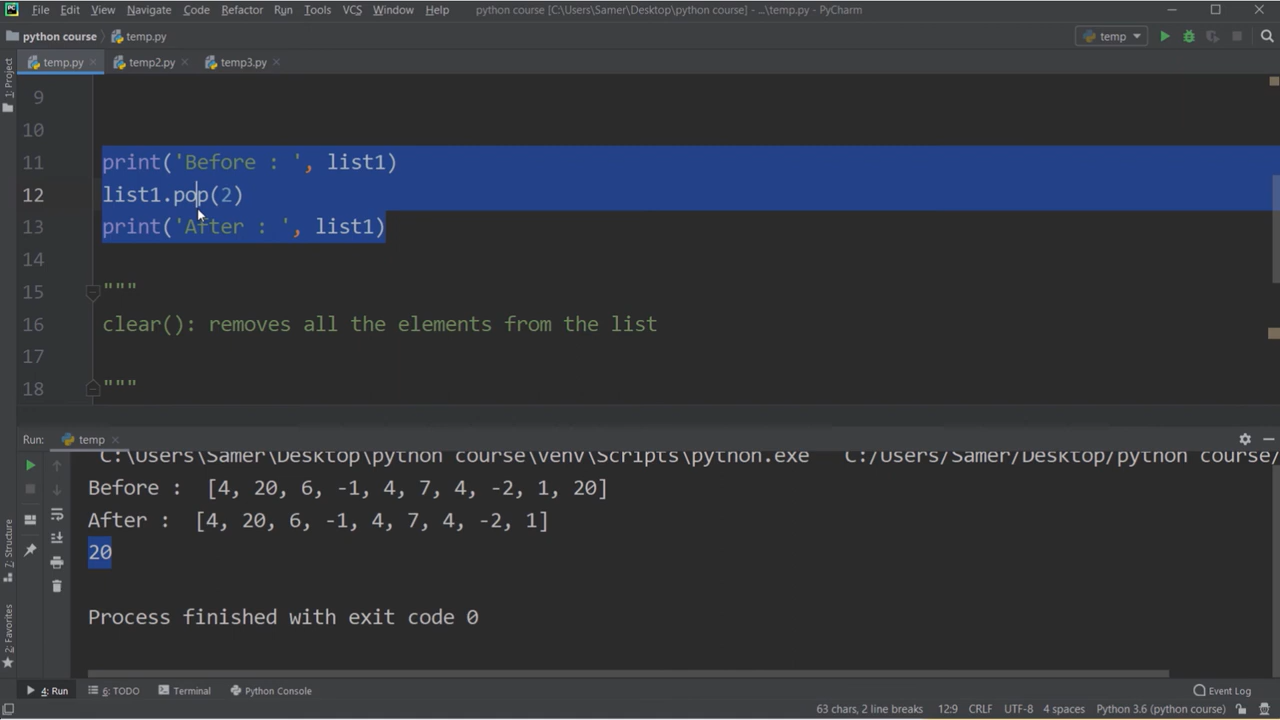 PC File Edit View Navigate Code Refactor Run Tools VCS Window Help python course [C:\Users\Samer\Desktop\python course] - ...\temp.py - PyCharm
python course temp.py temp
temp.py temp2.py temp3.py
1: Project
9
10
11 print('Before : ', list1)
12 list1.pop(2)
13 print('After : ', list1)
14
15 """
16 clear(): removes all the elements from the list
17
18 """
Run: temp
C:\Users\Samer\Desktop\python course\venv\Scripts\python.exe C:/Users/Samer/Desktop/python course/
Before : [4, 20, 6, -1, 4, 7, 4, -2, 1, 20]
After : [4, 20, 6, -1, 4, 7, 4, -2, 1]
20
Process finished with exit code 0
7: Structure
2: Favorites
4: Run 6: TODO Terminal Python Console Event Log
63 chars, 2 line breaks 12:9 CRLF UTF-8 4 spaces Python 3.6 (python course)